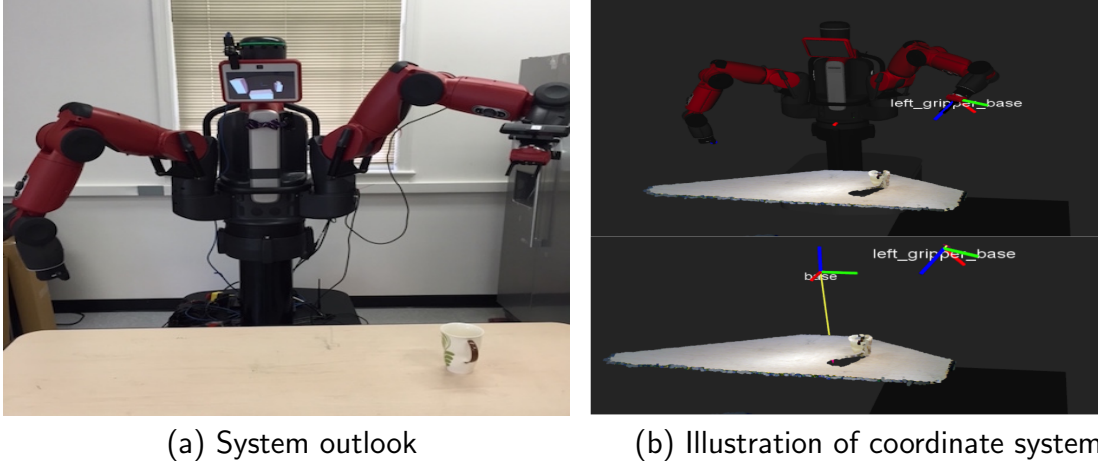 left_gripper_base
left_gripper_base
base
(a) System outlook
(b) Illustration of coordinate system